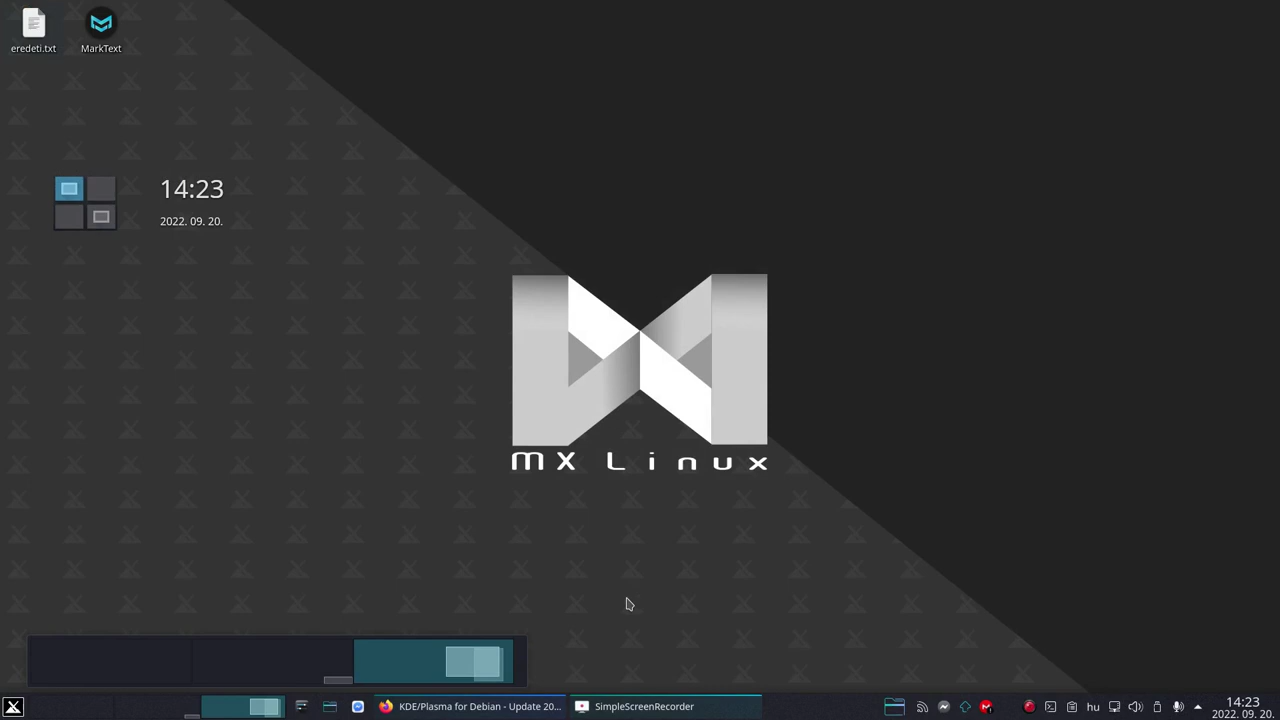 eredeti.txt
MarkText
14:23
2022. 09. 20.
MX Linux
KDE/Plasma for Debian - Update 20...
SimpleScreenRecorder
hu
14:23
2022. 09. 20.